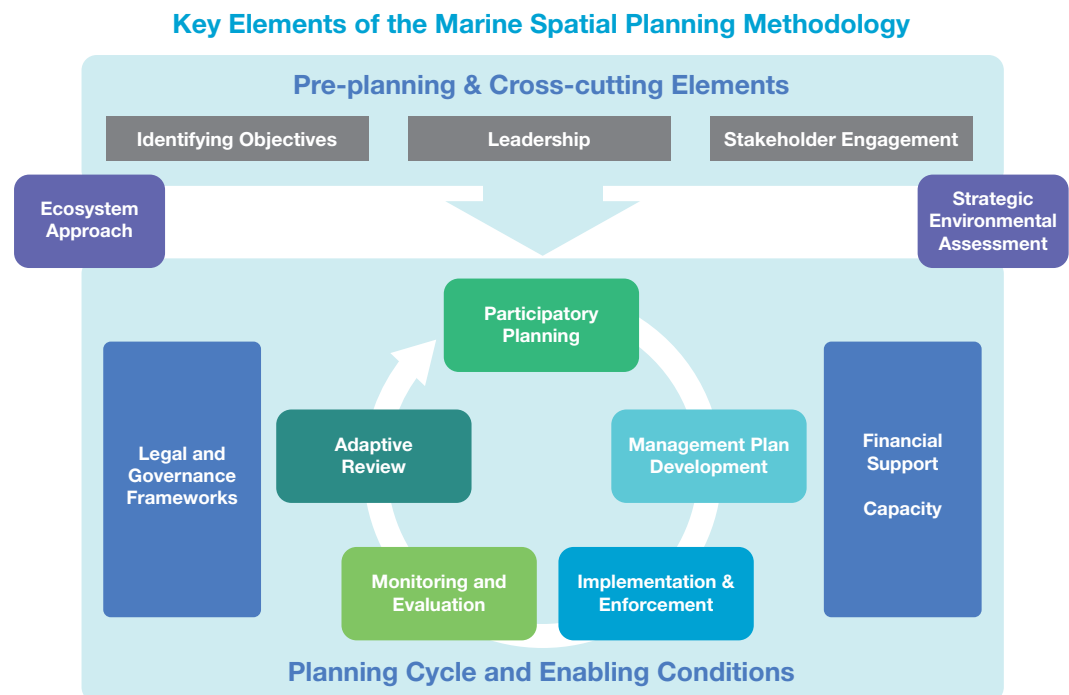 Key Elements of the Marine Spatial Planning Methodology
Pre-planning & Cross-cutting Elements
Identifying Objectives
Leadership
Stakeholder Engagement
Ecosystem
Approach
Strategic
Environmental
Assessment
Participatory
Planning
Legal and
Governance
Frameworks
Adaptive
Review
Management Plan
Development
Financial
Support
Capacity
Monitoring and
Evaluation
Implementation &
Enforcement
Planning Cycle and Enabling Conditions